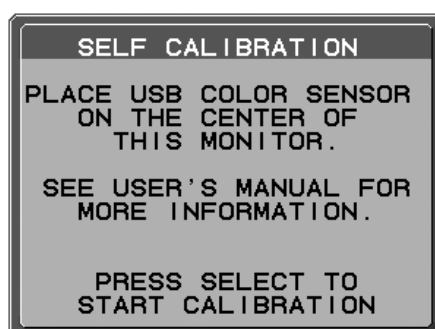 SELF CALIBRATION
PLACE USB COLOR SENSOR
ON THE CENTER OF
THIS MONITOR.
SEE USER'S MANUAL FOR
MORE INFORMATION.
PRESS SELECT TO
START CALIBRATION